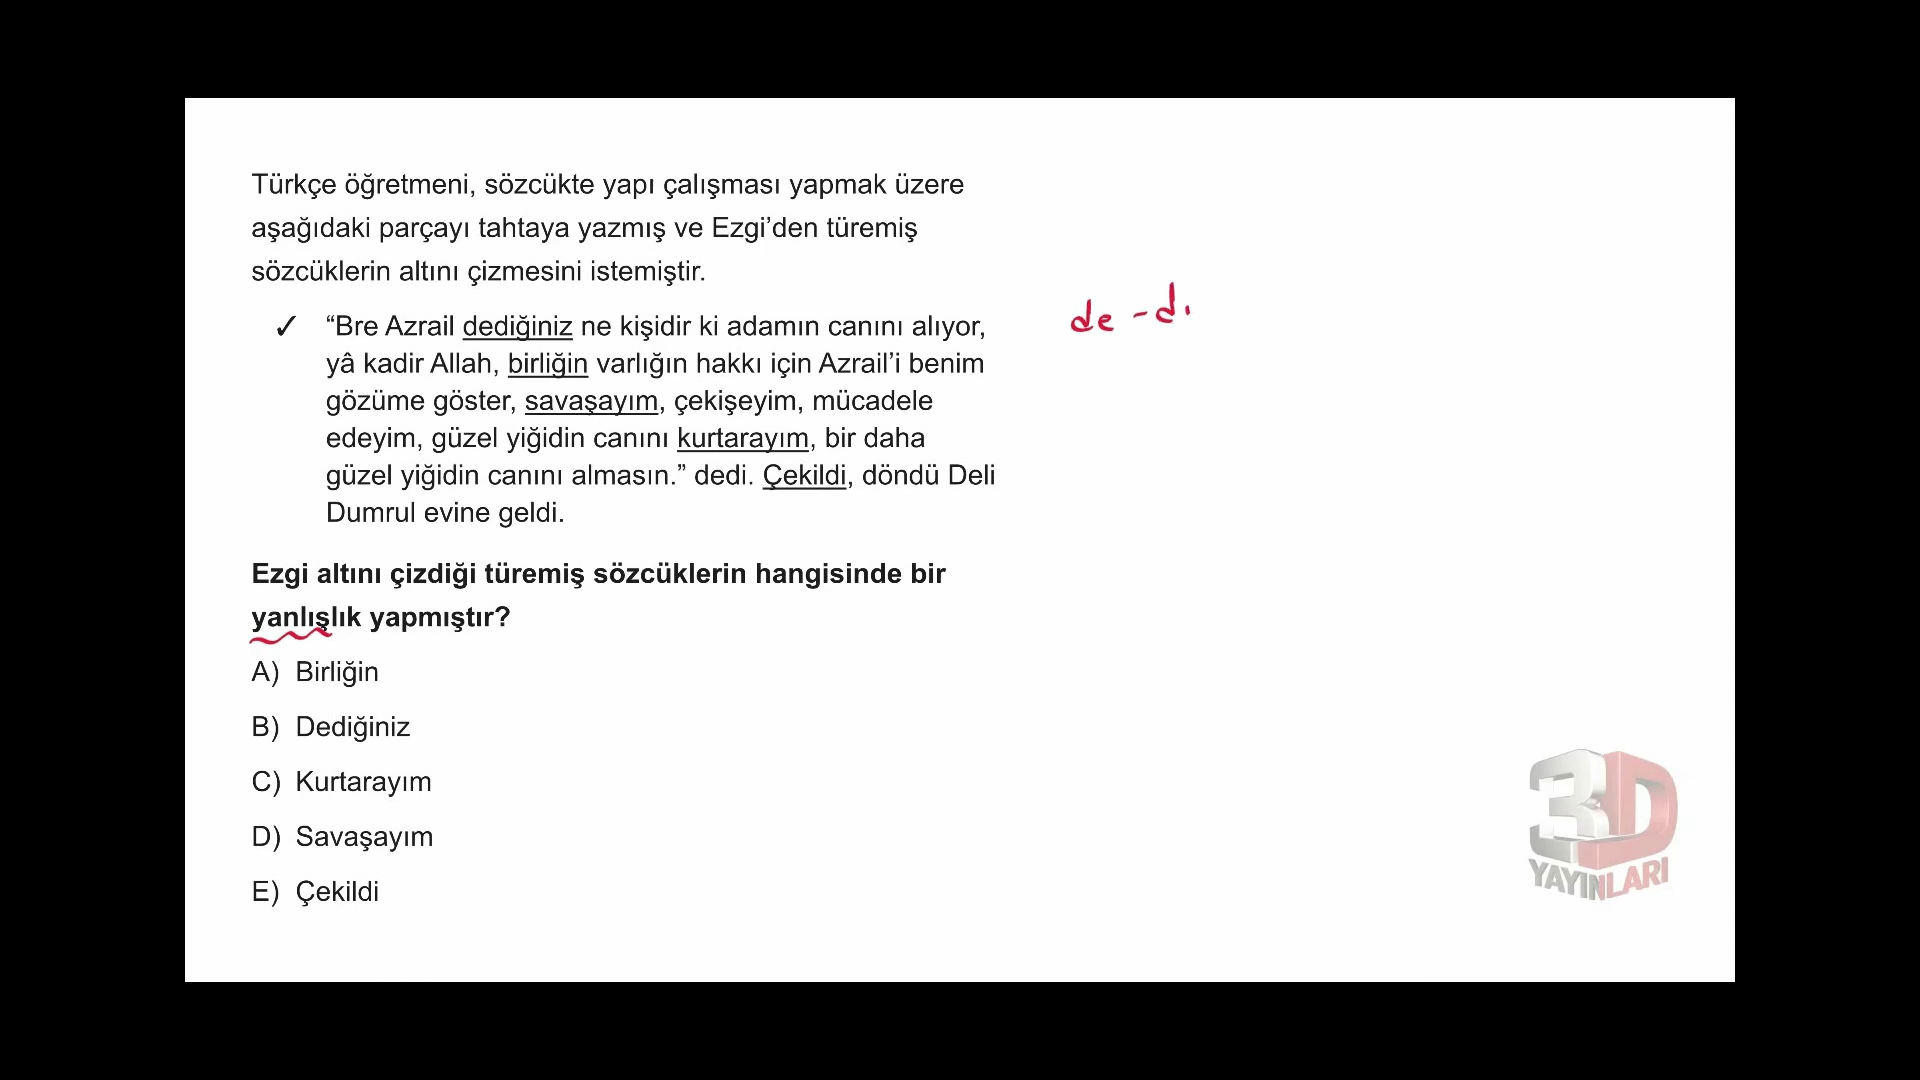 Türkçe öğretmeni, sözcükte yapı çalışması yapmak üzere
aşağıdaki parçayı tahtaya yazmış ve Ezgi’den türemiş
sözcüklerin altını çizmesini istemiştir.
✓ “Bre Azrail dediğiniz ne kişidir ki adamın canını alıyor,
yâ kadir Allah, birliğin varlığın hakkı için Azrail’i benim
gözüme göster, savaşayım, çekişeyim, mücadele
edeyim, güzel yiğidin canını kurtarayım, bir daha
güzel yiğidin canını almasın.” dedi. Çekildi, döndü Deli
Dumrul evine geldi.
de -di
Ezgi altını çizdiği türemiş sözcüklerin hangisinde bir
yanlışlık yapmıştır?
A) Birliğin
B) Dediğiniz
C) Kurtarayım
D) Savaşayım
E) Çekildi
3D
YAYINLARI